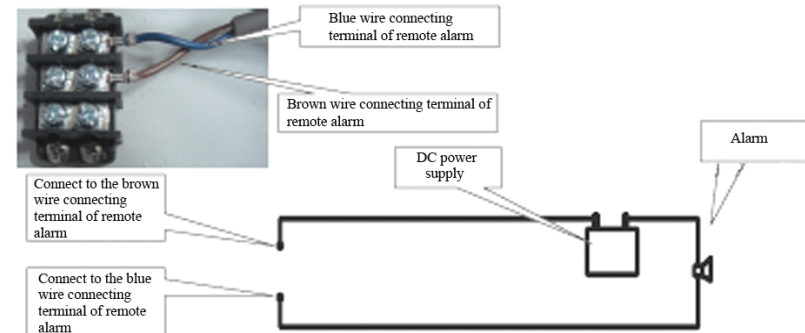 Blue wire connecting
terminal of remote alarm
Brown wire connecting terminal of
remote alarm
Alarm
DC power
supply
Connect to the brown
wire connecting
terminal of remote
alarm
Connect to the blue
wire connecting
terminal of remote
alarm